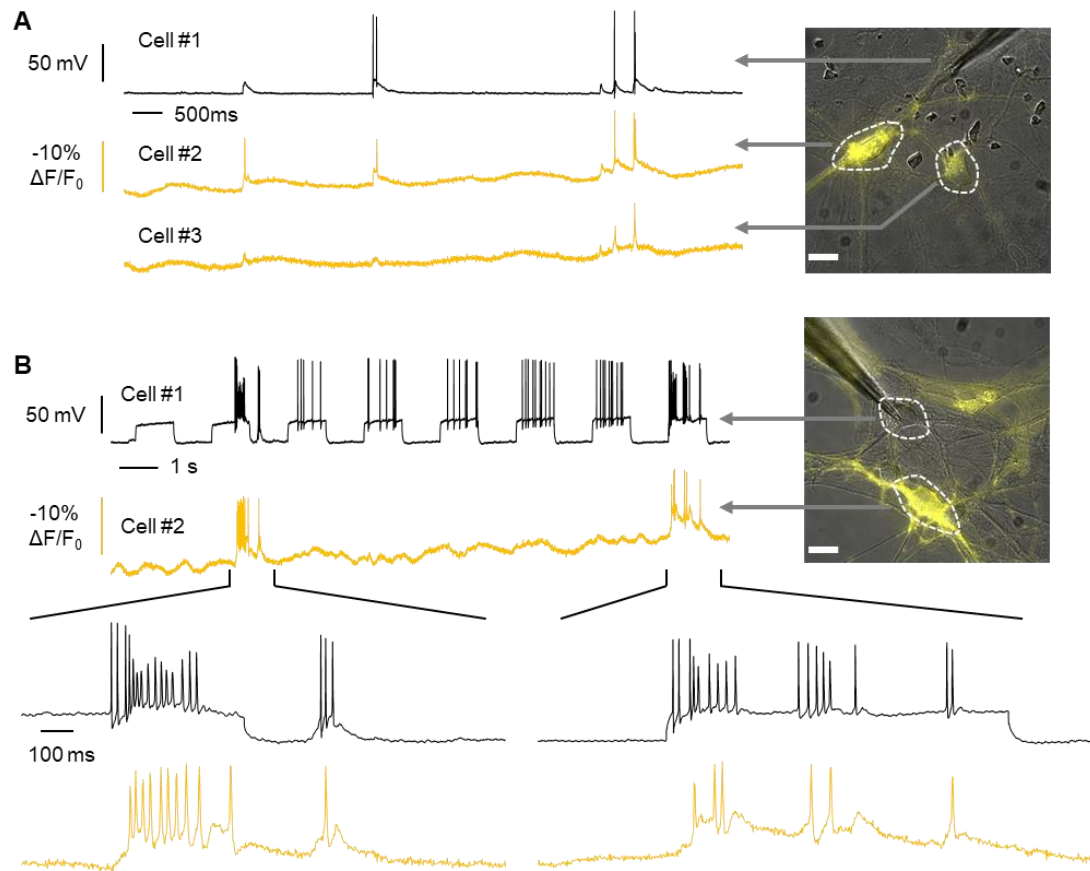 A
Cell #1
50 mV
500ms
-10%
ΔF/F₀
Cell #2
Cell #3
B
Cell #1
50 mV
1 s
-10%
ΔF/F₀
Cell #2
100 ms